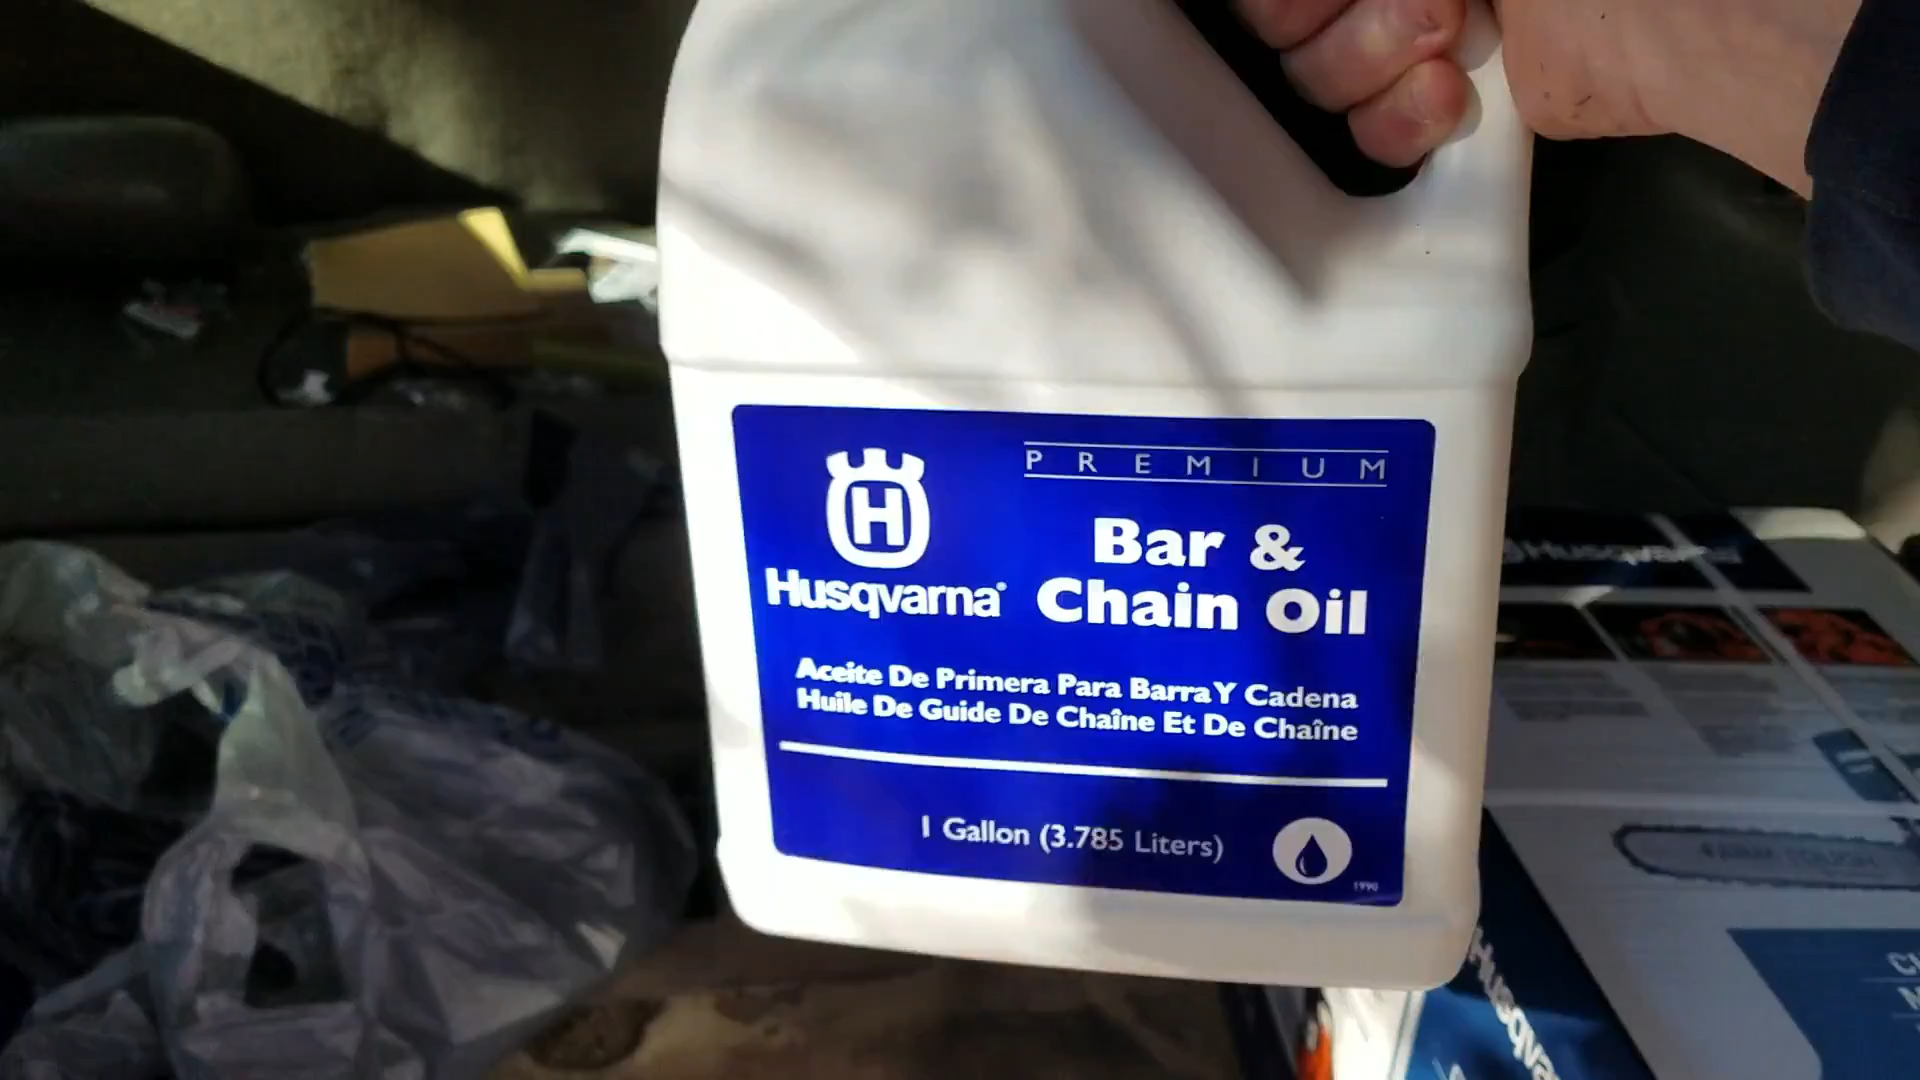 PREMIUM
Bar &
Chain Oil
H
Husqvarna
Aceite De Primera Para Barra Y Cadena
Huile De Guide De Chaîne Et De Chaîne
1 Gallon (3.785 Liters)
1990
Husqvarna
Husqvarna